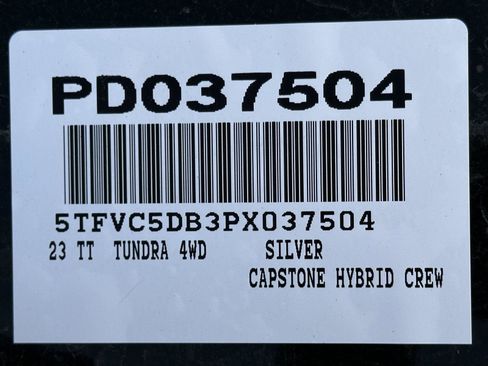 PD037504
5TFVC5DB3PX037504
23 TT TUNDRA 4WD SILVER
CAPSTONE HYBRID CREW